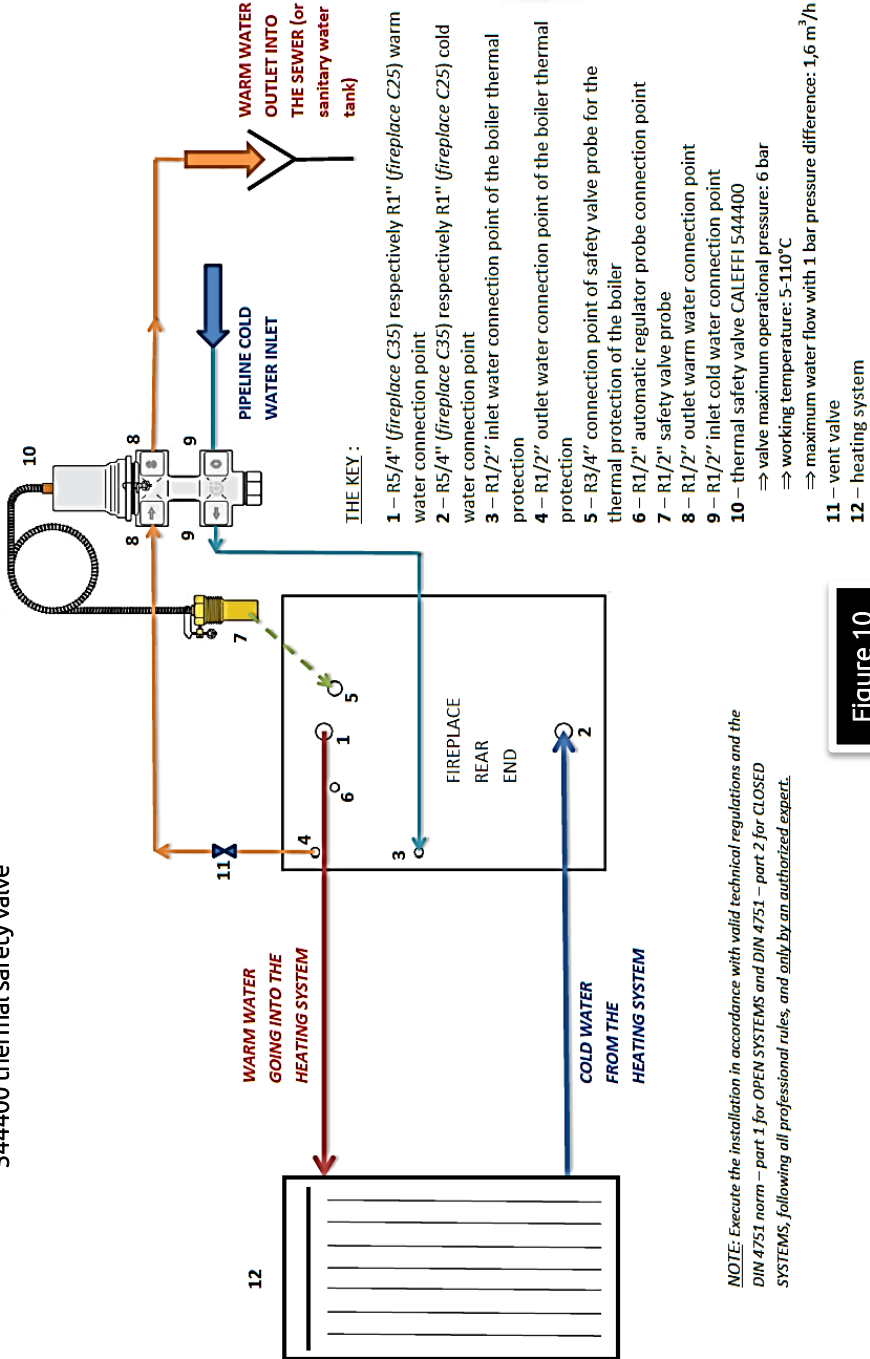 544400 thermal safety valve
10
8
8
9
9
7
WARM WATER
OUTLET INTO
THE SEWER (or
sanitary water
tank)
PIPELINE COLD
WATER INLET
11
4
3
6
1
5
2
FIREPLACE
REAR
END
WARM WATER
GOING INTO THE
HEATING SYSTEM
COLD WATER
FROM THE
HEATING SYSTEM
12
THE KEY :
1 – R5/4" (fireplace C35) respectively R1" (fireplace C25) warm
water connection point
2 – R5/4" (fireplace C35) respectively R1" (fireplace C25) cold
water connection point
3 – R1/2″ inlet water connection point of the boiler thermal
protection
4 – R1/2″ outlet water connection point of the boiler thermal
protection
5 – R3/4″ connection point of safety valve probe for the
thermal protection of the boiler
6 – R1/2" automatic regulator probe connection point
7 – R1/2" safety valve probe
8 – R1/2″ outlet warm water connection point
9 – R1/2″ inlet cold water connection point
10 – thermal safety valve CALEFFI 544400
⇒ valve maximum operational pressure: 6 bar
⇒ working temperature: 5-110°C
⇒ maximum water flow with 1 bar pressure difference: 1,6 m³/h
11 – vent valve
12 – heating system
NOTE: Execute the installation in accordance with valid technical regulations and the
DIN 4751 norm – part 1 for OPEN SYSTEMS and DIN 4751 – part 2 for CLOSED
SYSTEMS, following all professional rules, and only by an authorized expert.
Figure 10